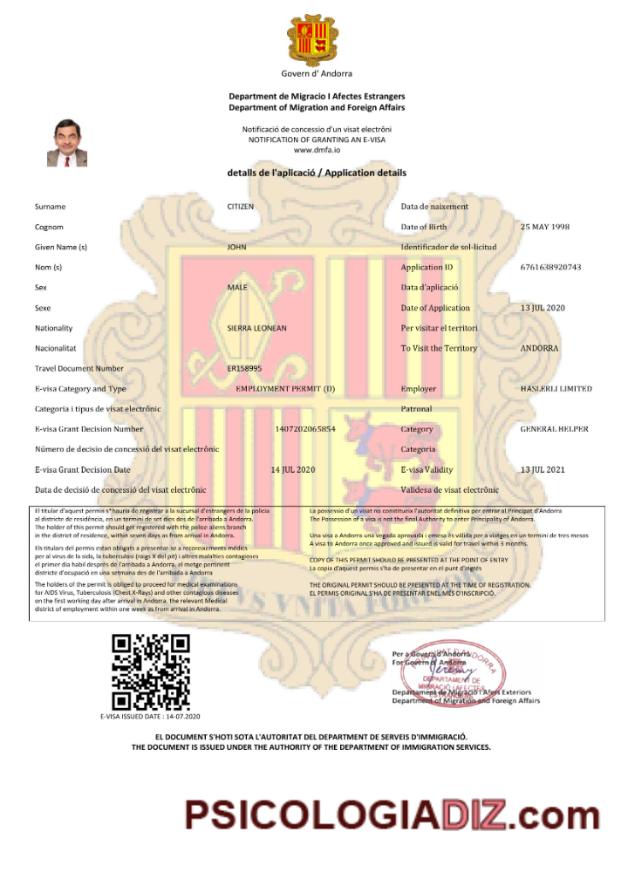 Govern d' Andorra
Department de Migracio I Afectes Estrangers
Department of Migration and Foreign Affairs
Notificació de concessio d'un visat electróni
NOTIFICATION OF GRANTING AN E-VISA
www.dmfa.io
detalls de l'aplicació / Application details
Surname CITIZEN Data de naixement
Cognom Date of Birth 25 MAY 1998
Given Name (s) JOHN Identificador de sol·licitud
Nom (s) Application ID 6761638920743
Sex MALE Data d'aplicació
Sexe Date of Application 13 JUL 2020
Nationality SIERRA LEONEAN Per visitar el territori
Nacionalitat To Visit the Territory ANDORRA
Travel Document Number ER158995
E-visa Category and Type EMPLOYMENT PERMIT (D) Employer HASLERLI LIMITED
Categoria i tipus de visat electrònic Patronal
E-visa Grant Decision Number 1407202065854 Category GENERAL HELPER
Número de decisio de concessió del visat electrònic Categoria
E-visa Grant Decision Date 14 JUL 2020 E-visa Validity 13 JUL 2021
Data de decisió de concessió del visat electrònic Validesa de visat electrònic
El titular d'aquest permis s'haura de registrar a la sucursal d'estrangers de la policia
al districte de residència, en un termini de set dies des de l'arribada a Andorra.
The holder of this permit should get registered with the police aliens branch
in the district of residence, within seven days as from arrival in Andorra.
Els titulars del permis estan obligats a presentar-se a reconeixements mèdics
per al virus de la sida, la tuberculosi (raigs X del pit) i altres malalties contagioses
el primer dia habil després de l'arribada a Andorra, el metge pertinent
districte d'ocupació en una setmana des de l'arribada a Andorra
The holders of the permit is obliged to proceed for medical examinations
for AIDS Virus, Tuberculosis (Chest X-Rays) and other contagious diseases
on the first working day after arrival in Andorra, the relevant Medical
district of employment within one week as from arrival in Andorra.
La possessio d'un visat no constitueix l'autoritat definitiva per entrar al Principat d'Andorra
The Possession of a visa is not the final Authority to enter Principality of Andorra.
Una visa a Andorra una vegada aprovada i emesa és valida per a viatges en un termini de tres mesos
A visa to Andorra once approved and issued is valid for travel within 3 months.
COPY OF THIS PERMIT SHOULD BE PRESENTED AT THE POINT OF ENTRY
La copia d'aquest permis s'ha de presentar en el punt d'ingrés
THE ORIGINAL PERMIT SHOULD BE PRESENTED AT THE TIME OF REGISTRATION.
EL PERMIS ORIGINAL S'HA DE PRESENTAR EN EL MÉS D'INSCRIPCIÓ.
E-VISA ISSUED DATE : 14-07.2020
Per a Govern d'Andorra
For Govern d' Andorra
Departament de Migracio i Afers Exteriors
Department of Migration and Foreign Affairs
EL DOCUMENT S'HOTI SOTA L'AUTORITAT DEL DEPARTMENT DE SERVEIS D'IMMIGRACIÓ.
THE DOCUMENT IS ISSUED UNDER THE AUTHORITY OF THE DEPARTMENT OF IMMIGRATION SERVICES.
PSICOLOGIADIZ.com